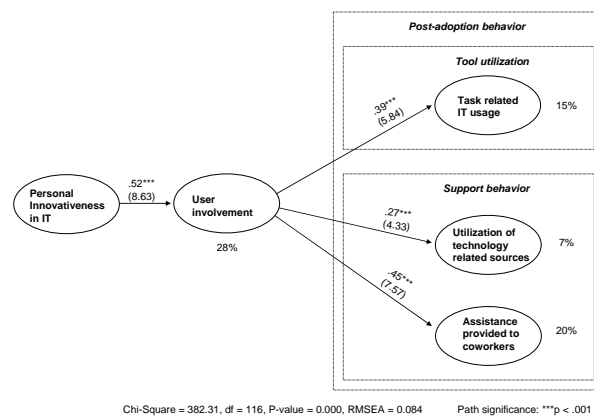 Post-adoption behavior
Tool utilization
Task related
IT usage
15%
.39***
(5.84)
Personal
Innovativeness
in IT
.52***
(8.63)
User
involvement
28%
Support behavior
.27***
(4.33)
Utilization of
technology
related sources
7%
.45***
(7.57)
Assistance
provided to
coworkers
20%
Chi-Square = 382.31, df = 116, P-value = 0.000, RMSEA = 0.084
Path significance: ***p < .001